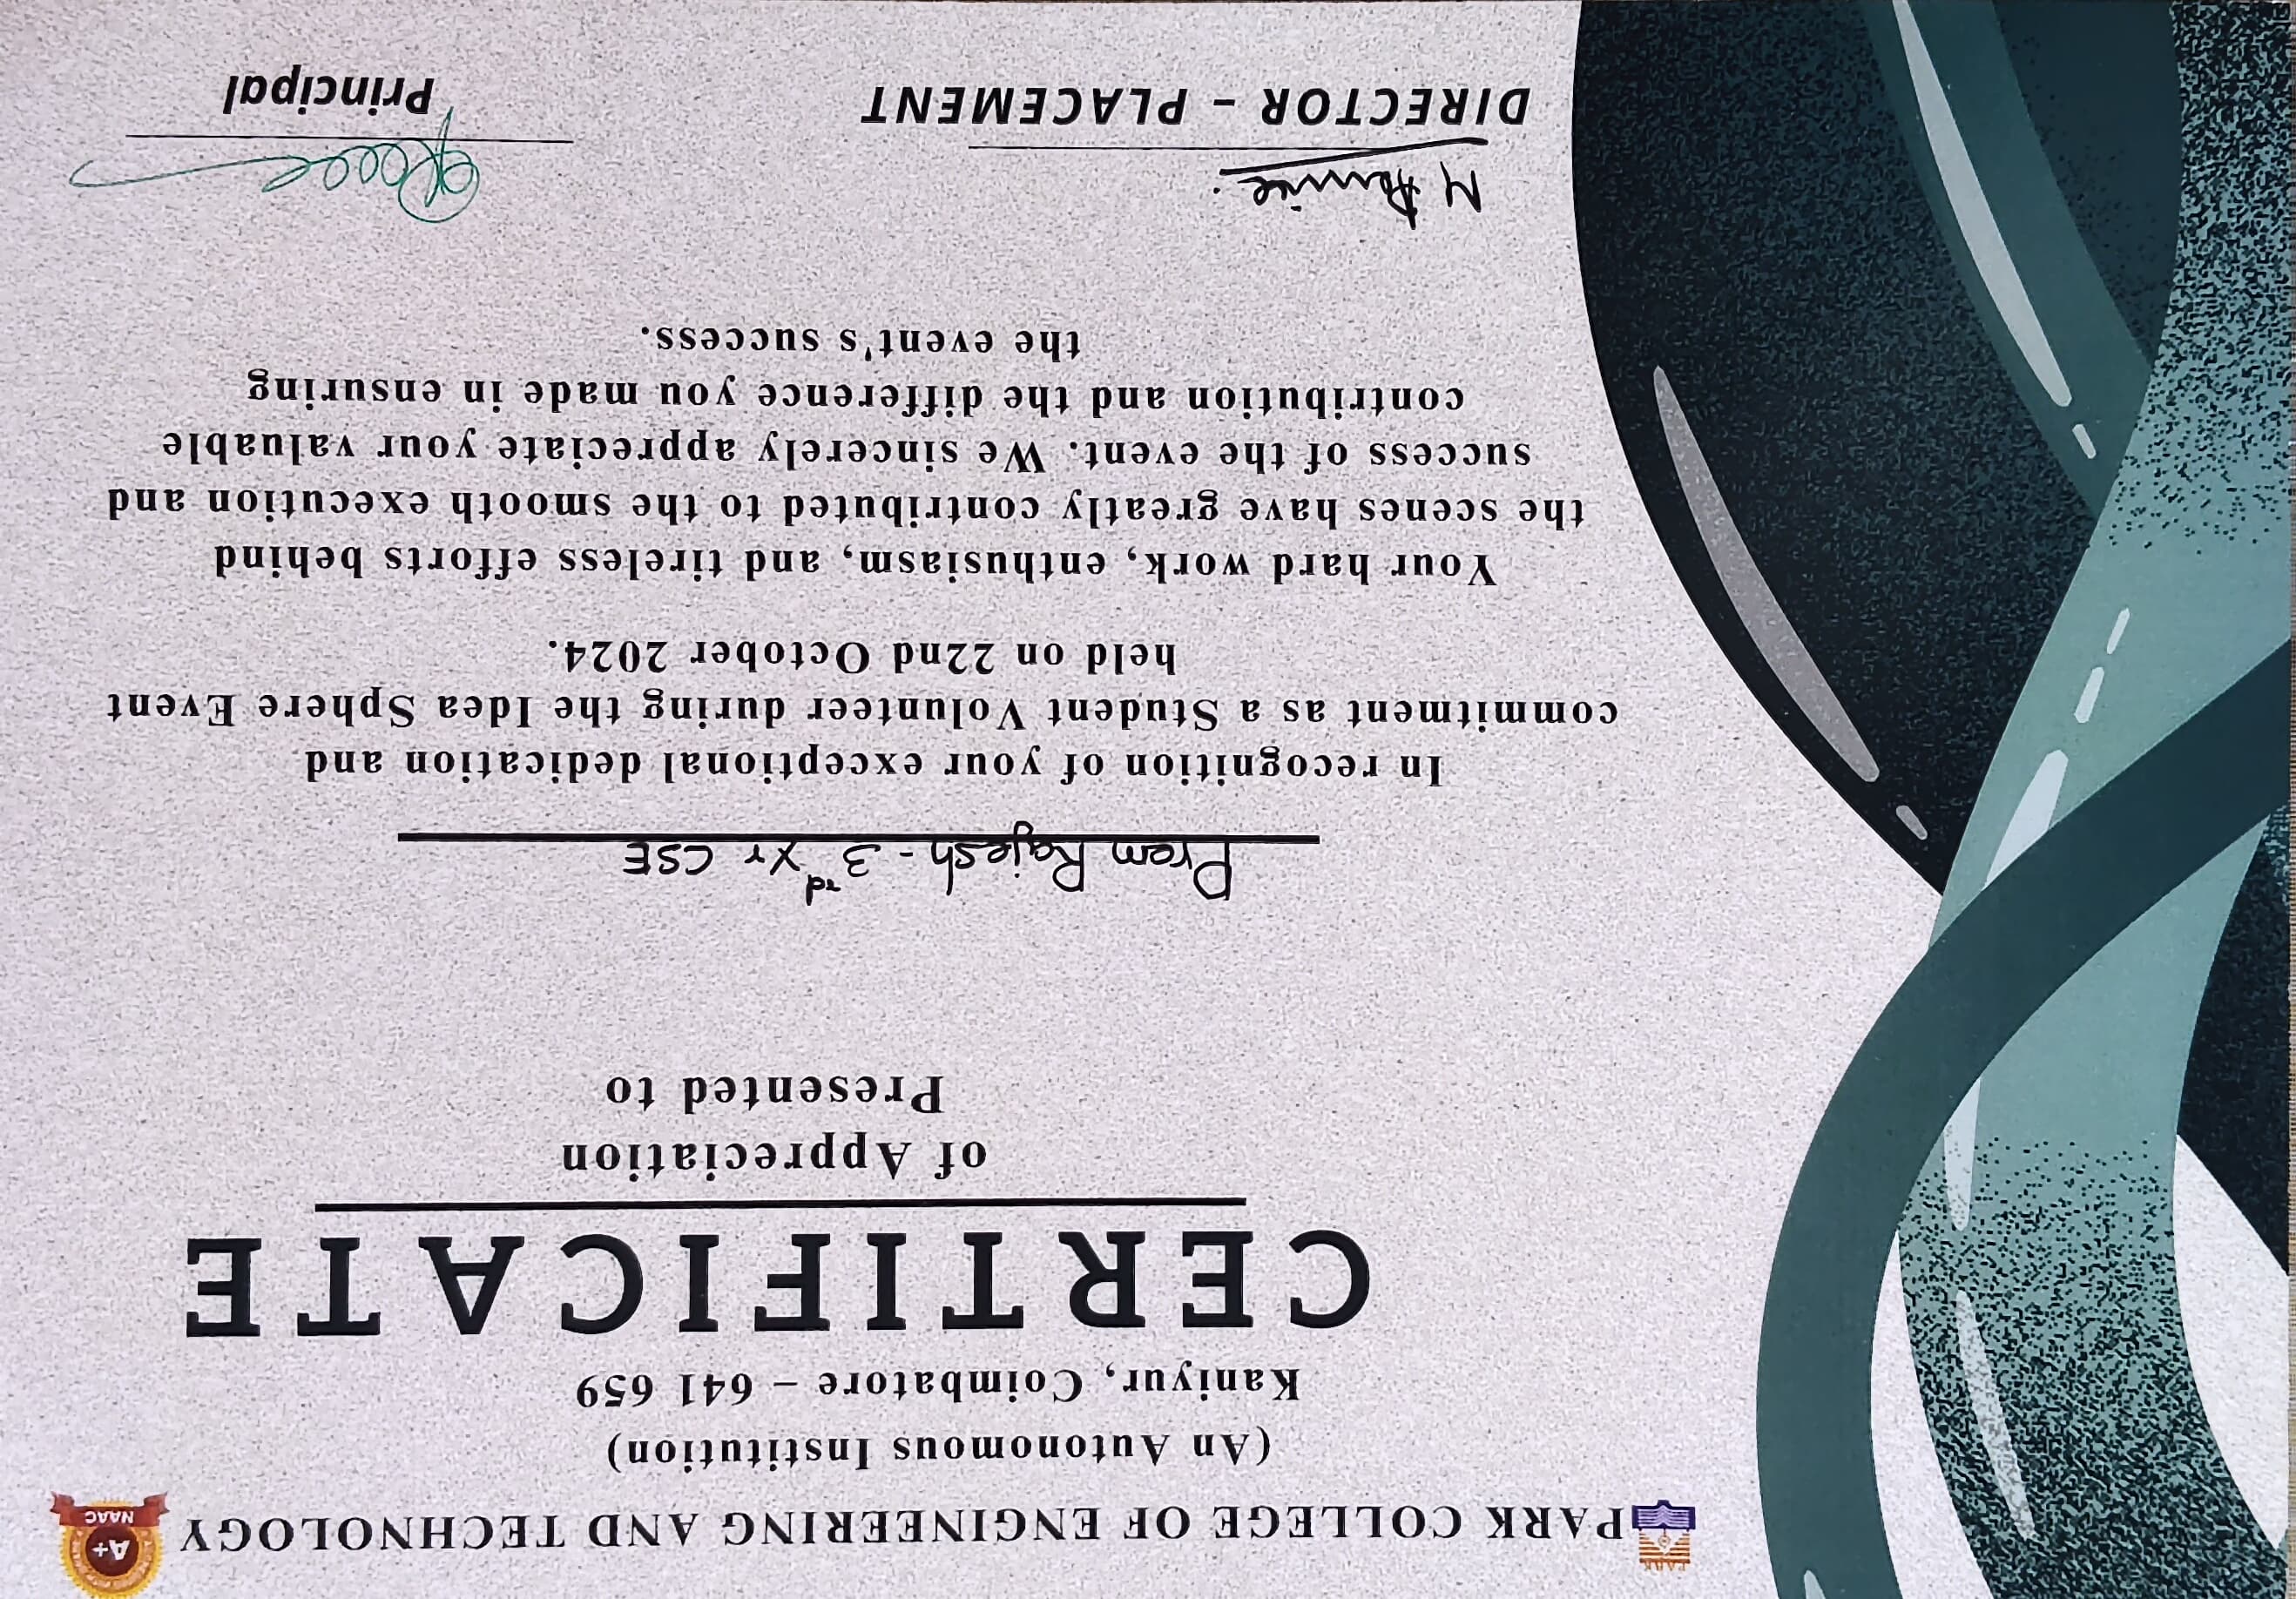 PARK
PARK COLLEGE OF ENGINEERING AND TECHNOLOGY
A+
NAAC
(An Autonomous Institution)
Kaniyur, Coimbatore – 641 659
CERTIFICATE
of Appreciation
Presented to
Prem Rajesh - 3rd Yr CSE
In recognition of your exceptional dedication and
commitment as a Student Volunteer during the Idea Sphere Event
held on 22nd October 2024.
Your hard work, enthusiasm, and tireless efforts behind
the scenes have greatly contributed to the smooth execution and
success of the event. We sincerely appreciate your valuable
contribution and the difference you made in ensuring
the event's success.
DIRECTOR – PLACEMENT
Principal